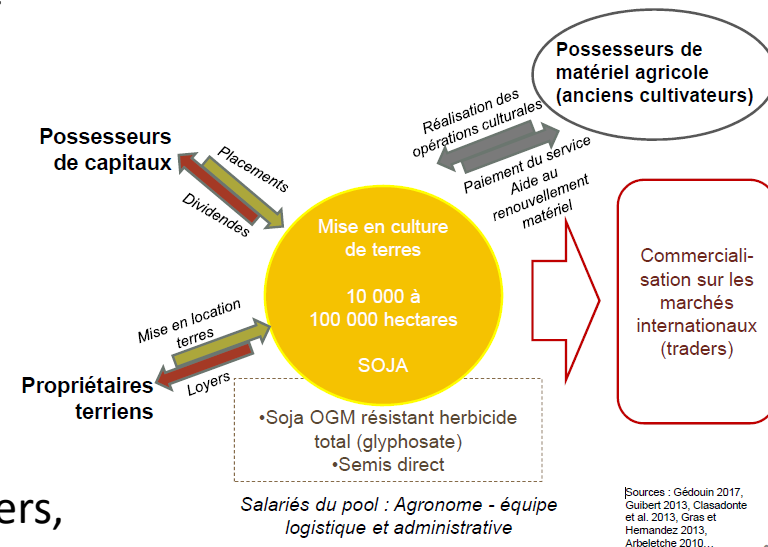 Possesseurs de
matériel agricole
(anciens cultivateurs)
Réalisation des
opérations culturales
Paiement du service
Aide au
renouvellement
matériel
Possesseurs
de capitaux
Placements
Dividendes
Mise en culture
de terres
10 000 à
100 000 hectares
SOJA
Commerciali-
sation sur les
marchés
internationaux
(traders)
Mise en location
terres
Loyers
Propriétaires
terriens
•Soja OGM résistant herbicide
total (glyphosate)
•Semis direct
ers,
Salariés du pool : Agronome - équipe
logistique et administrative
Sources : Gédouin 2017,
Guibert 2013, Clasadonte
et al. 2013, Gras et
Hernandez 2013,
Arbeletche 2010…